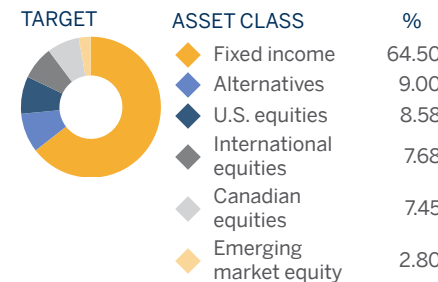 TARGET ASSET CLASS %
Fixed income 64.50
Alternatives 9.00
U.S. equities 8.58
International
equities 7.68
Canadian
equities 7.45
Emerging
market equity 2.80